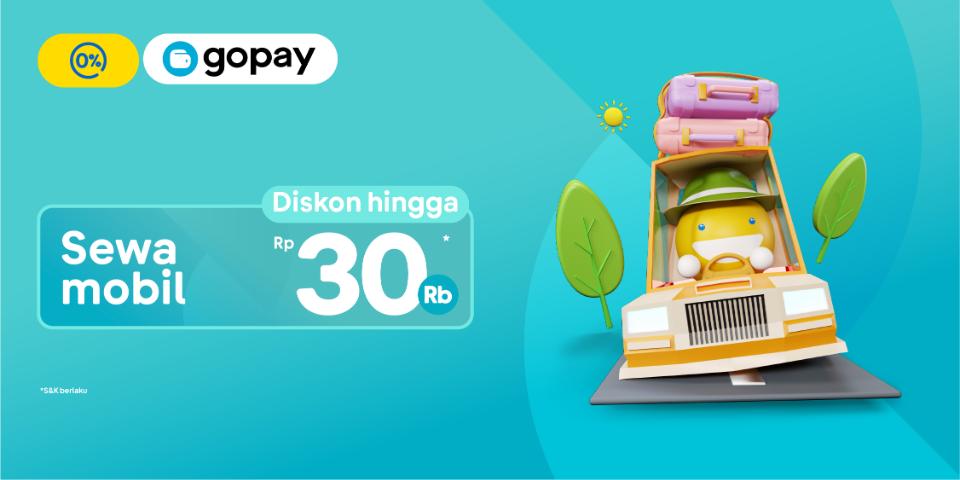 0%
gopay
Diskon hingga
Sewa
mobil
Rp 30 Rb*
*S&K berlaku